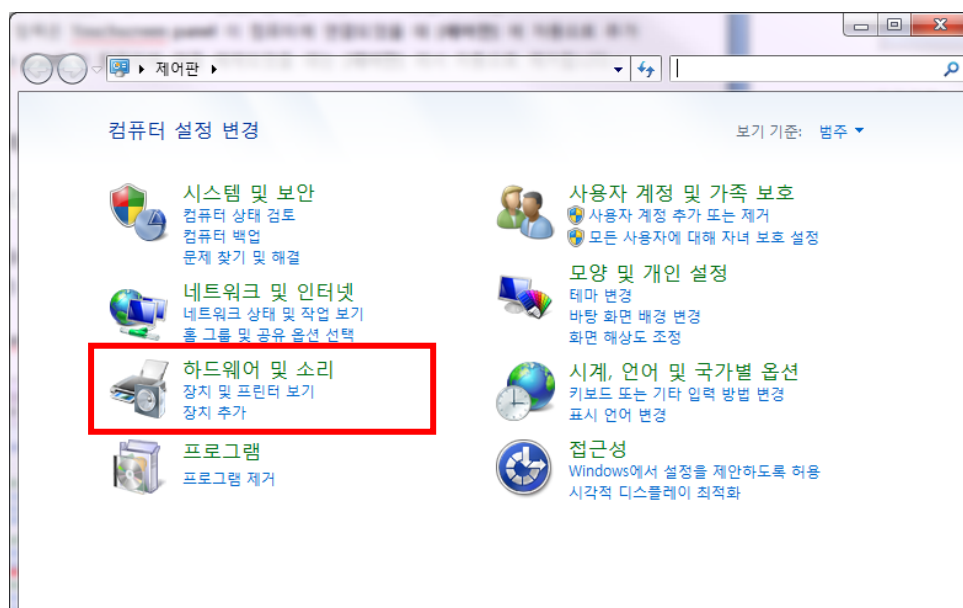 제어판
컴퓨터 설정 변경
보기 기준: 범주
시스템 및 보안
컴퓨터 상태 검토
컴퓨터 백업
문제 찾기 및 해결
네트워크 및 인터넷
네트워크 상태 및 작업 보기
홈 그룹 및 공유 옵션 선택
하드웨어 및 소리
장치 및 프린터 보기
장치 추가
프로그램
프로그램 제거
사용자 계정 및 가족 보호
사용자 계정 추가 또는 제거
모든 사용자에 대해 자녀 보호 설정
모양 및 개인 설정
테마 변경
바탕 화면 배경 변경
화면 해상도 조정
시계, 언어 및 국가별 옵션
키보드 또는 기타 입력 방법 변경
표시 언어 변경
접근성
Windows에서 설정을 제안하도록 허용
시각적 디스플레이 최적화